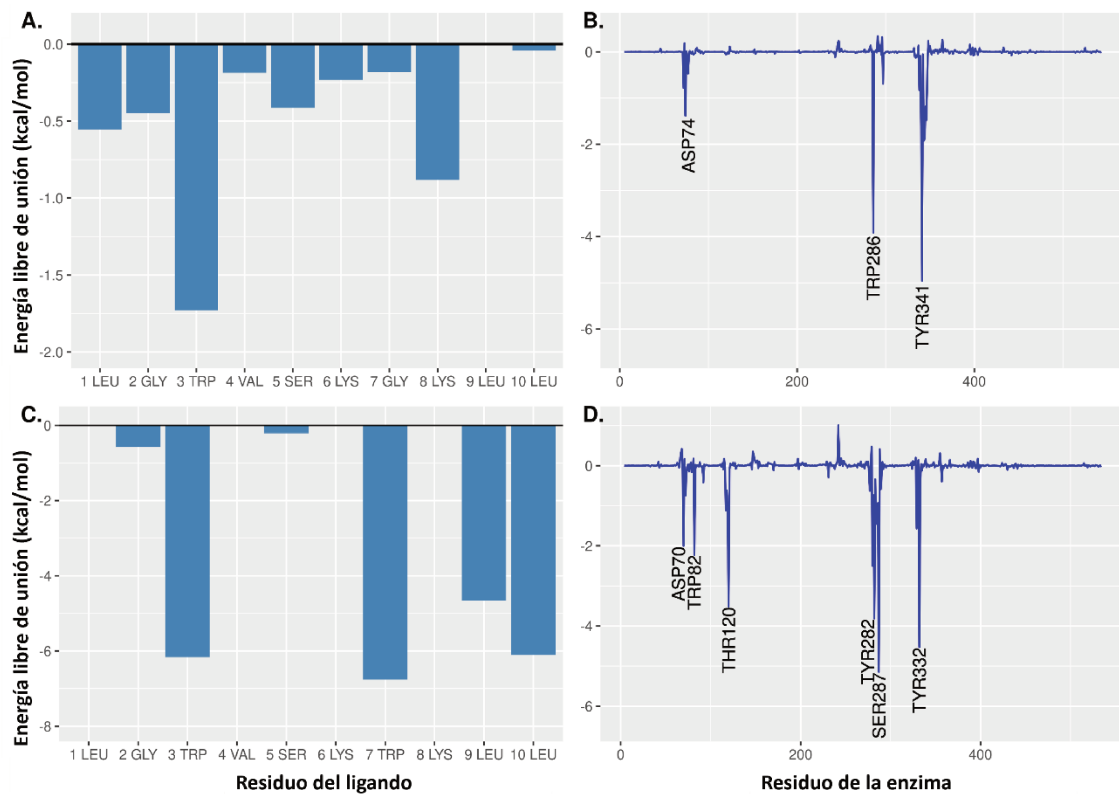 A.
Energía libre de unión (kcal/mol)
0.0
-0.5
-1.0
-1.5
-2.0
1 LEU 2 GLY 3 TRP 4 VAL 5 SER 6 LYS 7 GLY 8 LYS 9 LEU 10 LEU
B.
0
-2
-4
-6
ASP74
TRP286
TYR341
0 200 400
C.
Energía libre de unión (kcal/mol)
0
-2
-4
-6
-8
1 LEU 2 GLY 3 TRP 4 VAL 5 SER 6 LYS 7 TRP 8 LYS 9 LEU 10 LEU
Residuo del ligando
D.
0
-2
-4
-6
ASP70
TRP82
THR120
TYR282
SER287
TYR332
0 200 400
Residuo de la enzima